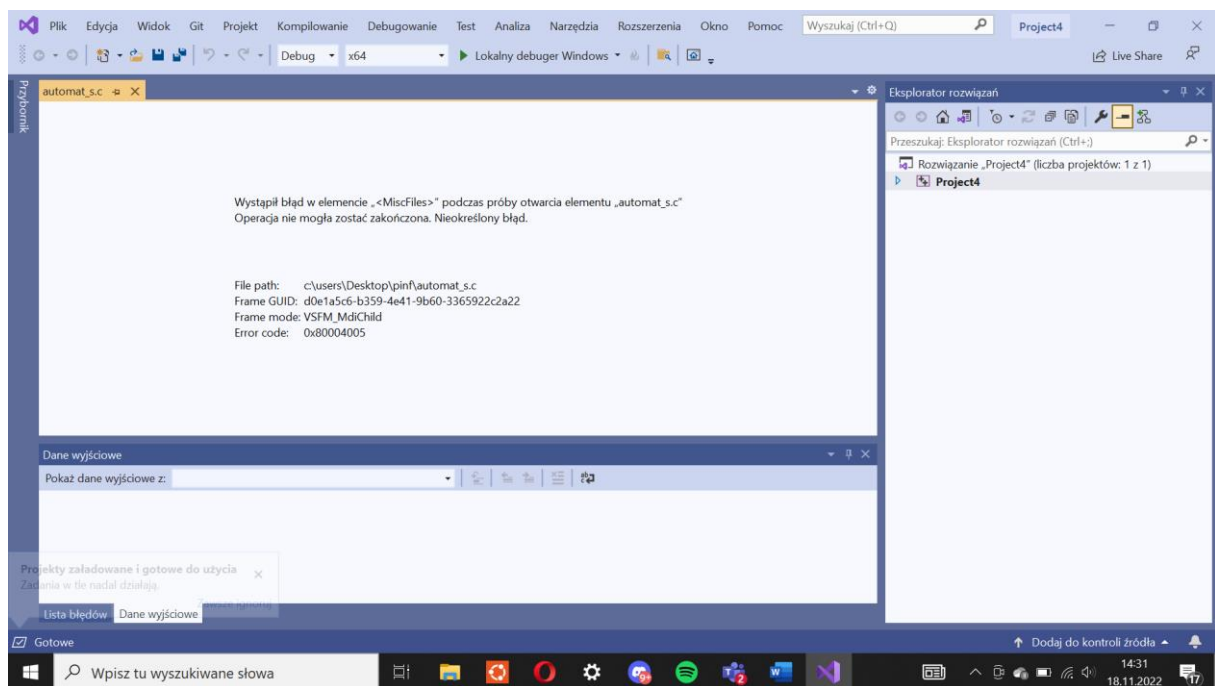 Plik Edycja Widok Git Projekt Kompilowanie Debugowanie Test Analiza Narzędzia Rozszerzenia Okno Pomoc Wyszukaj (Ctrl+Q) Project4
Debug x64 Lokalny debuger Windows Live Share
Przybornik
automat_s.c
Wystąpił błąd w elemencie „<MiscFiles>” podczas próby otwarcia elementu „automat_s.c”
Operacja nie mogła zostać zakończona. Nieokreślony błąd.
File path: c:\users\Desktop\pinf\automat_s.c
Frame GUID: d0e1a5c6-b359-4e41-9b60-3365922c2a22
Frame mode: VSFM_MdiChild
Error code: 0x80004005
Eksplorator rozwiązań
Przeszukaj: Eksplorator rozwiązań (Ctrl+;)
Rozwiązanie „Project4” (liczba projektów: 1 z 1)
Project4
Dane wyjściowe
Pokaż dane wyjściowe z:
Projekty załadowane i gotowe do użycia
Zadania w tle nadal działają.
Zawsze ignoruj
Lista błędów Dane wyjściowe
Gotowe Dodaj do kontroli źródła
Wpisz tu wyszukiwane słowa 14:31
18.11.2022 17